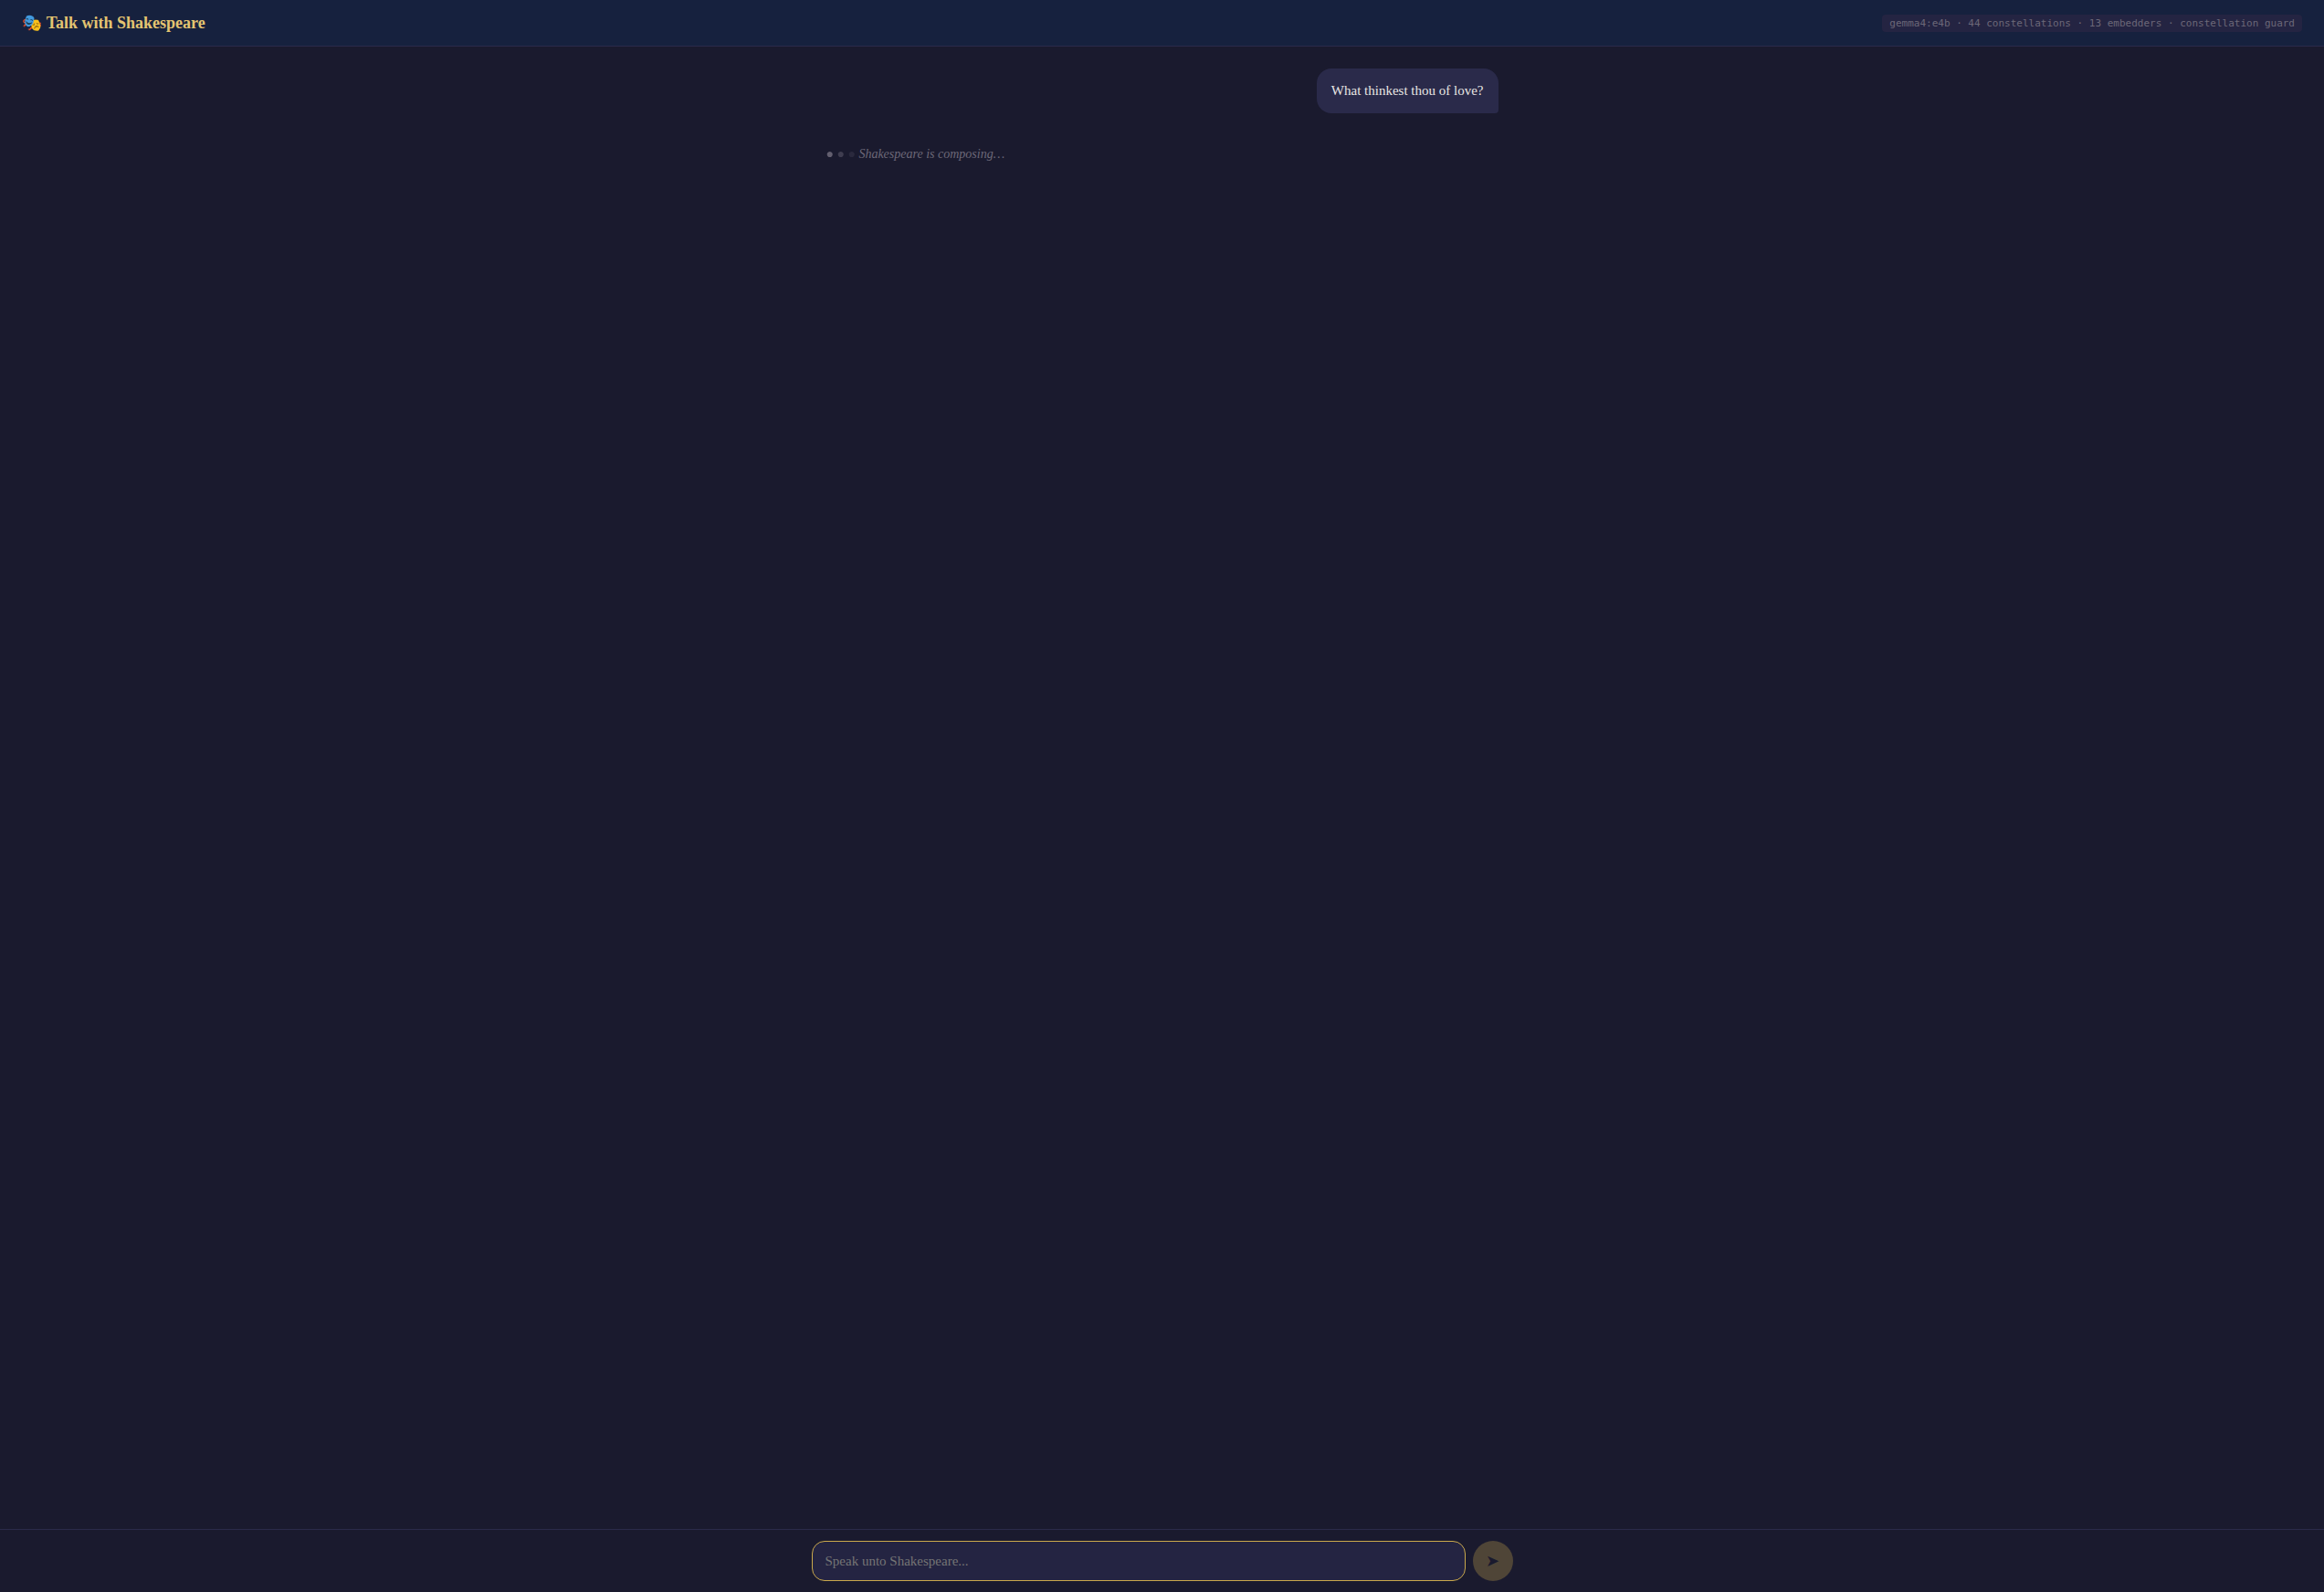 🎭 Talk with Shakespeare
gemma4:e4b · 44 constellations · 13 embedders · constellation guard
What thinkest thou of love?
Shakespeare is composing…
Speak unto Shakespeare...
➤